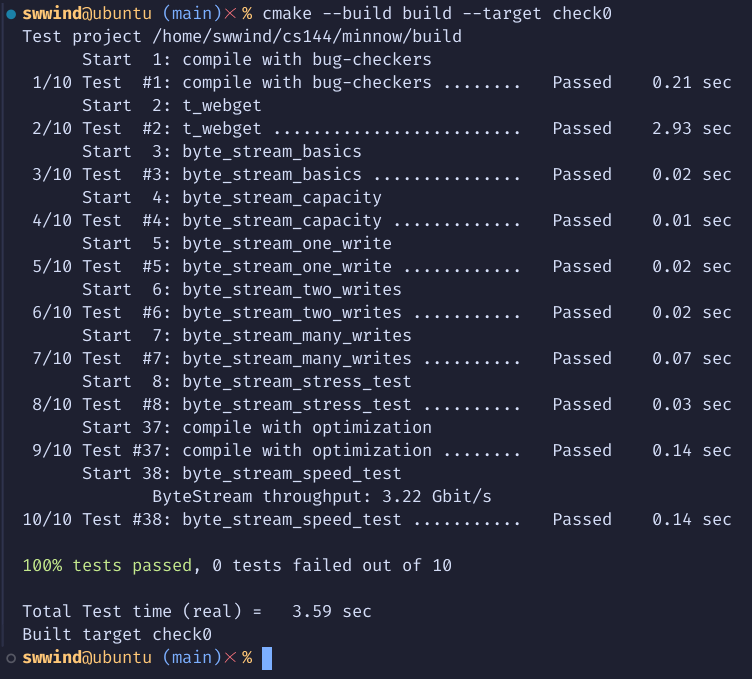 swwind@ubuntu (main)✗ % cmake --build build --target check0
Test project /home/swwind/cs144/minnow/build
      Start  1: compile with bug-checkers
 1/10 Test  #1: compile with bug-checkers ........   Passed    0.21 sec
      Start  2: t_webget
 2/10 Test  #2: t_webget .........................   Passed    2.93 sec
      Start  3: byte_stream_basics
 3/10 Test  #3: byte_stream_basics ...............   Passed    0.02 sec
      Start  4: byte_stream_capacity
 4/10 Test  #4: byte_stream_capacity .............   Passed    0.01 sec
      Start  5: byte_stream_one_write
 5/10 Test  #5: byte_stream_one_write ............   Passed    0.02 sec
      Start  6: byte_stream_two_writes
 6/10 Test  #6: byte_stream_two_writes ...........   Passed    0.02 sec
      Start  7: byte_stream_many_writes
 7/10 Test  #7: byte_stream_many_writes ..........   Passed    0.07 sec
      Start  8: byte_stream_stress_test
 8/10 Test  #8: byte_stream_stress_test ..........   Passed    0.03 sec
      Start 37: compile with optimization
 9/10 Test #37: compile with optimization ........   Passed    0.14 sec
      Start 38: byte_stream_speed_test
             ByteStream throughput: 3.22 Gbit/s
10/10 Test #38: byte_stream_speed_test ...........   Passed    0.14 sec

100% tests passed, 0 tests failed out of 10

Total Test time (real) =   3.59 sec
Built target check0
swwind@ubuntu (main)✗ %